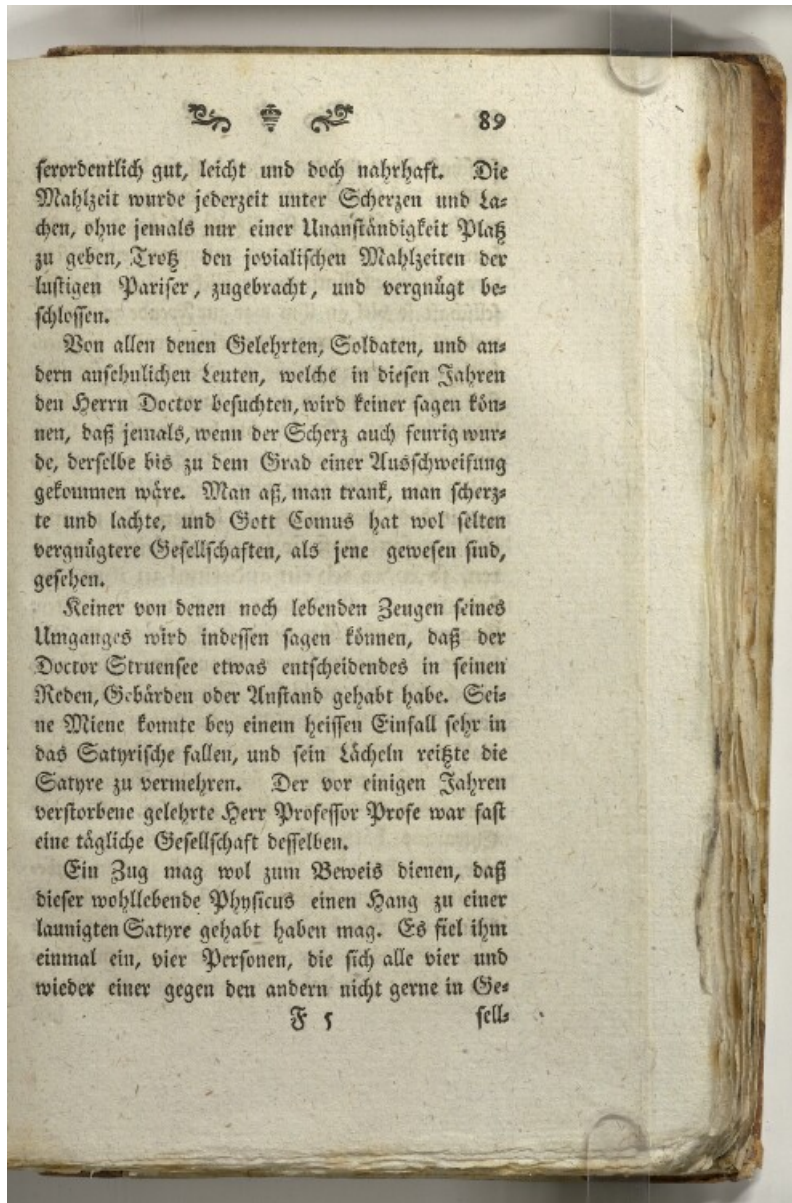 89
serordentlich gut, leicht und doch nahrhaft. Die
Mahlzeit wurde jederzeit unter Scherzen und La-
chen, ohne jemals nur einer Unanständigkeit Platz
zu geben, Trotz den jovialischen Mahlzeiten der
lustigen Pariser, zugebracht, und vergnügt be-
schlossen.
Von allen denen Gelehrten, Soldaten, und an-
dern ansehnlichen Leuten, welche in diesen Jahren
den Herrn Doctor besuchten, wird keiner sagen kön-
nen, daß jemals, wenn der Scherz auch feurig wur-
de, derselbe bis zu dem Grad einer Ausschweifung
gekommen wäre. Man aß, man trank, man scherz-
te und lachte, und Gott Comus hat wol selten
vergnügtere Gesellschaften, als jene gewesen sind,
gesehen.
Keiner von denen noch lebenden Zeugen seines
Umganges wird indessen sagen können, daß der
Doctor Struensee etwas entscheidendes in seinen
Reden, Gebärden oder Anstand gehabt habe. Sei-
ne Miene konnte bey einem heissen Einfall sehr in
das Satyrische fallen, und sein Lächeln reitzte die
Satyre zu vermehren. Der vor einigen Jahren
verstorbene gelehrte Herr Professor Profe war fast
eine tägliche Gesellschaft desselben.
Ein Zug mag wol zum Beweis dienen, daß
dieser wohllebende Physicus einen Hang zu einer
launigten Satyre gehabt haben mag. Es fiel ihm
einmal ein, vier Personen, die sich alle vier und
wieder einer gegen den andern nicht gerne in Ge-
F 5 sell-